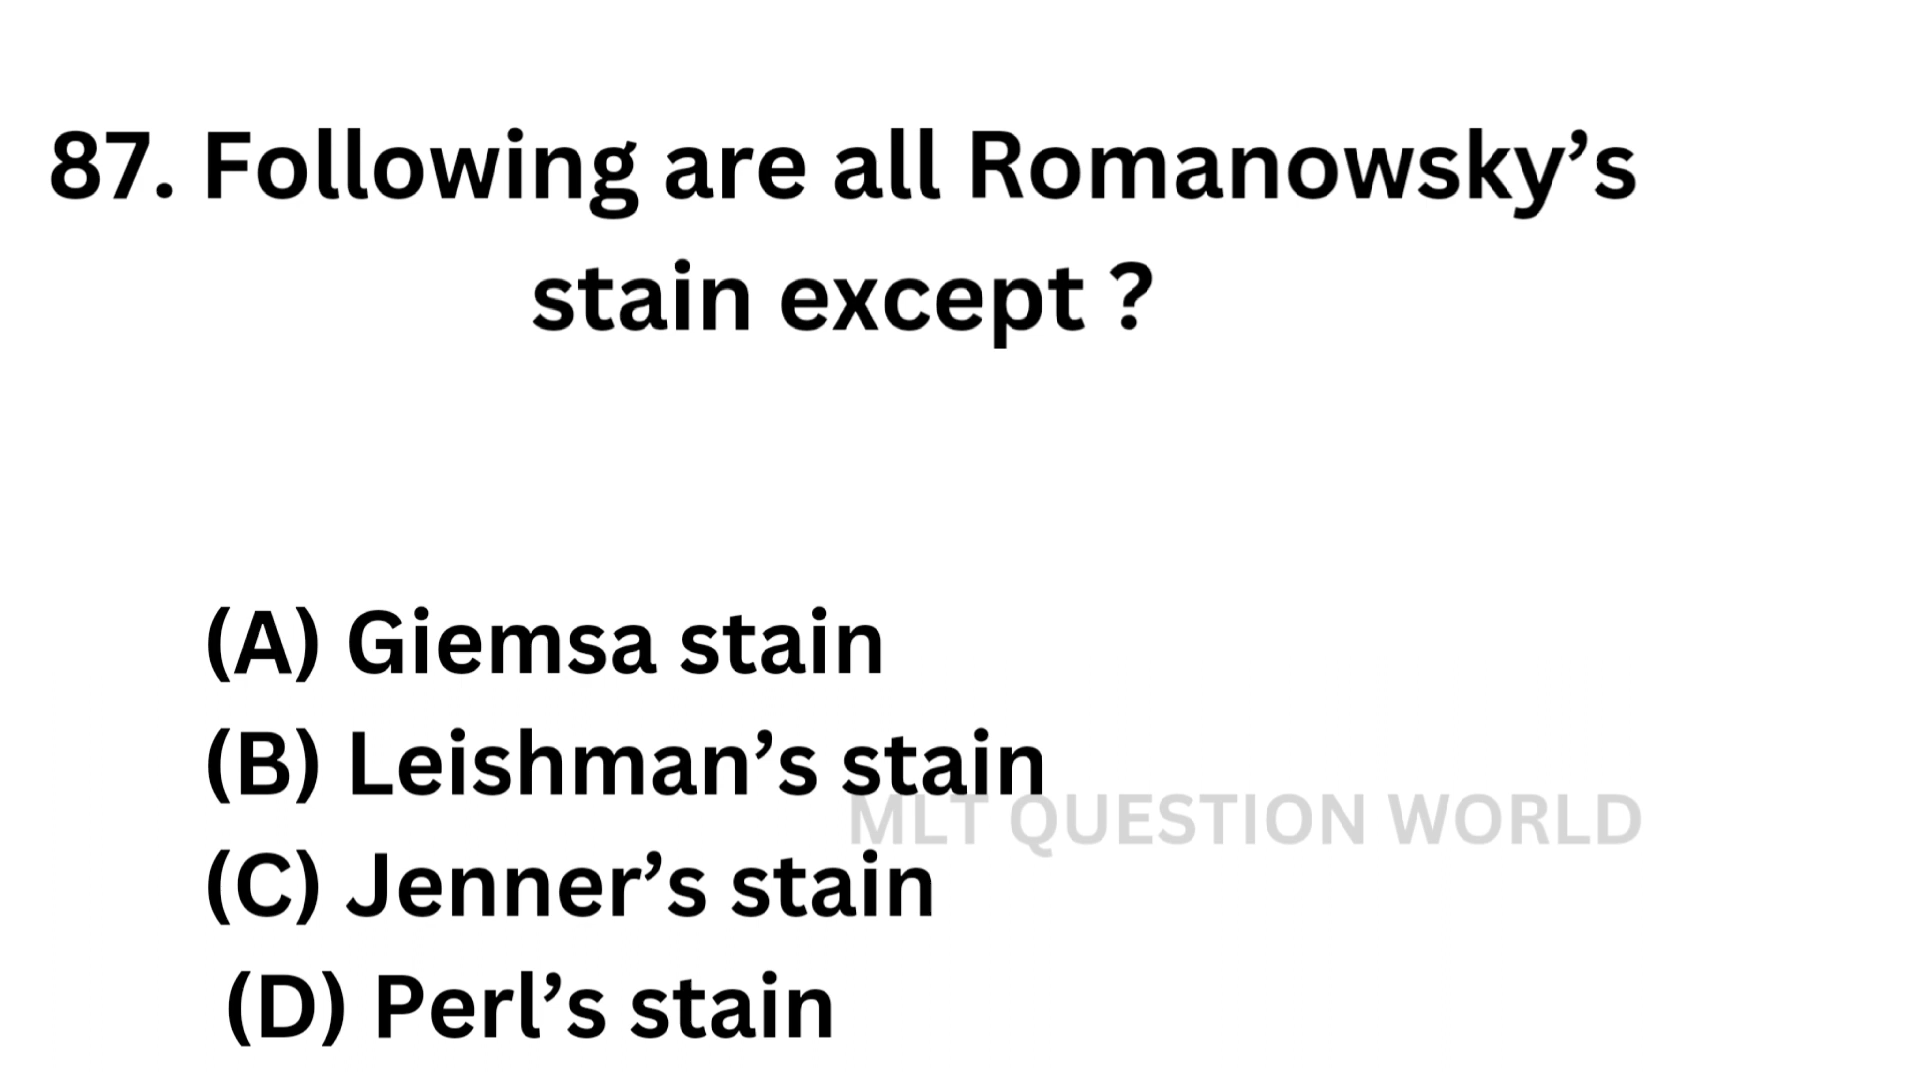 87. Following are all Romanowsky’s
stain except ?
(A) Giemsa stain
(B) Leishman’s stain
MLT QUESTION WORLD
(C) Jenner’s stain
(D) Perl’s stain